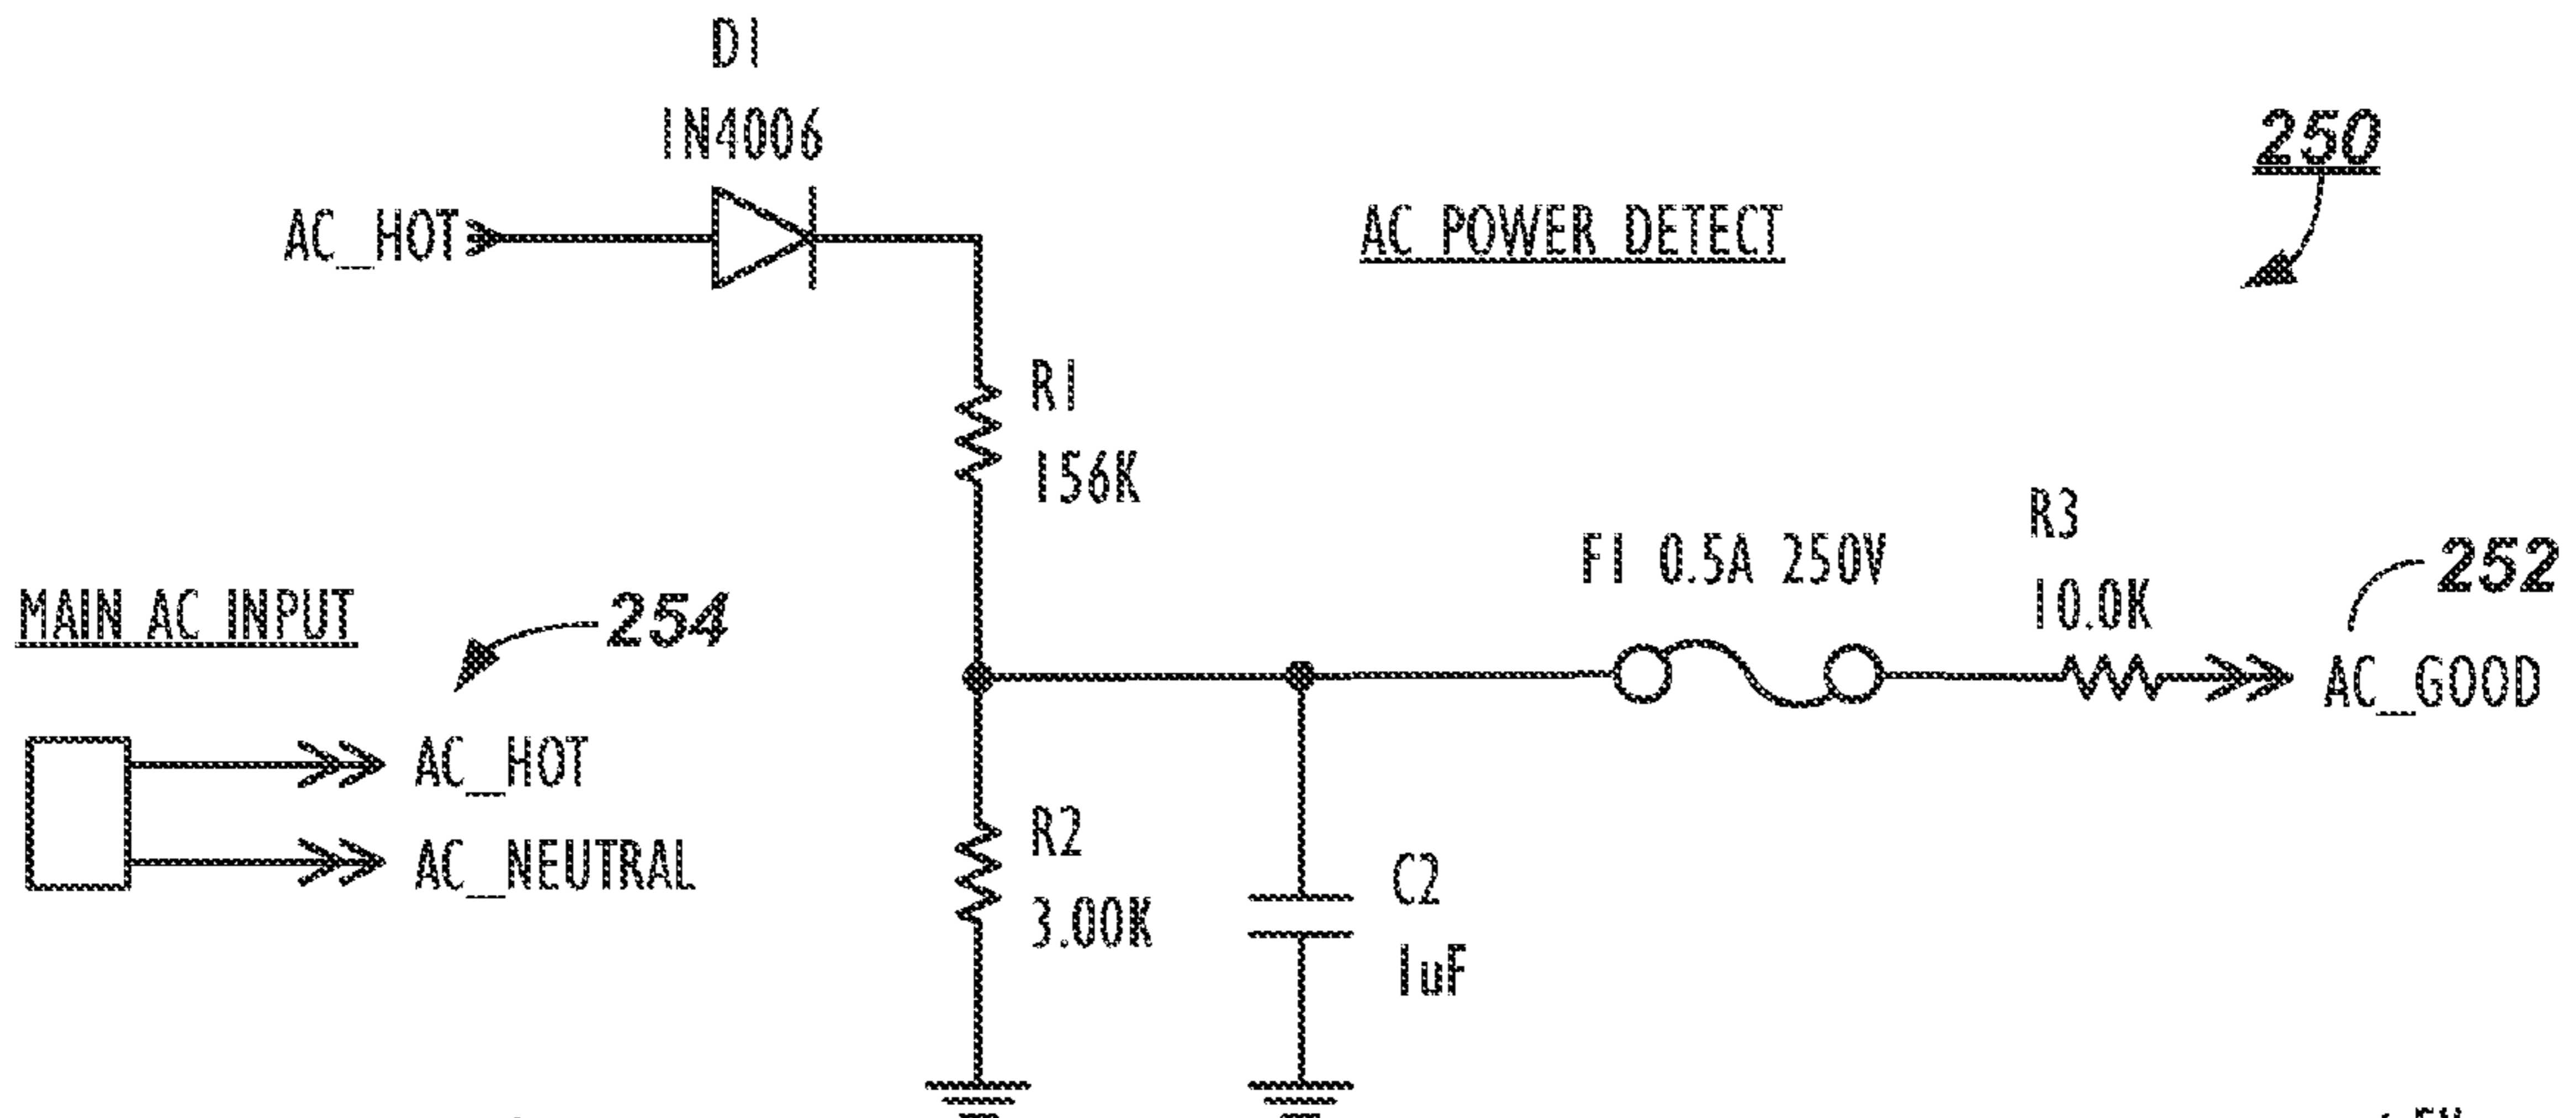 D1
1N4006
250
AC_HOT
AC POWER DETECT
R1
156K
R3
10.0K
F1 0.5A 250V
252
AC_GOOD
MAIN AC INPUT
254
AC_HOT
AC_NEUTRAL
R2
3.00K
C2
1uF